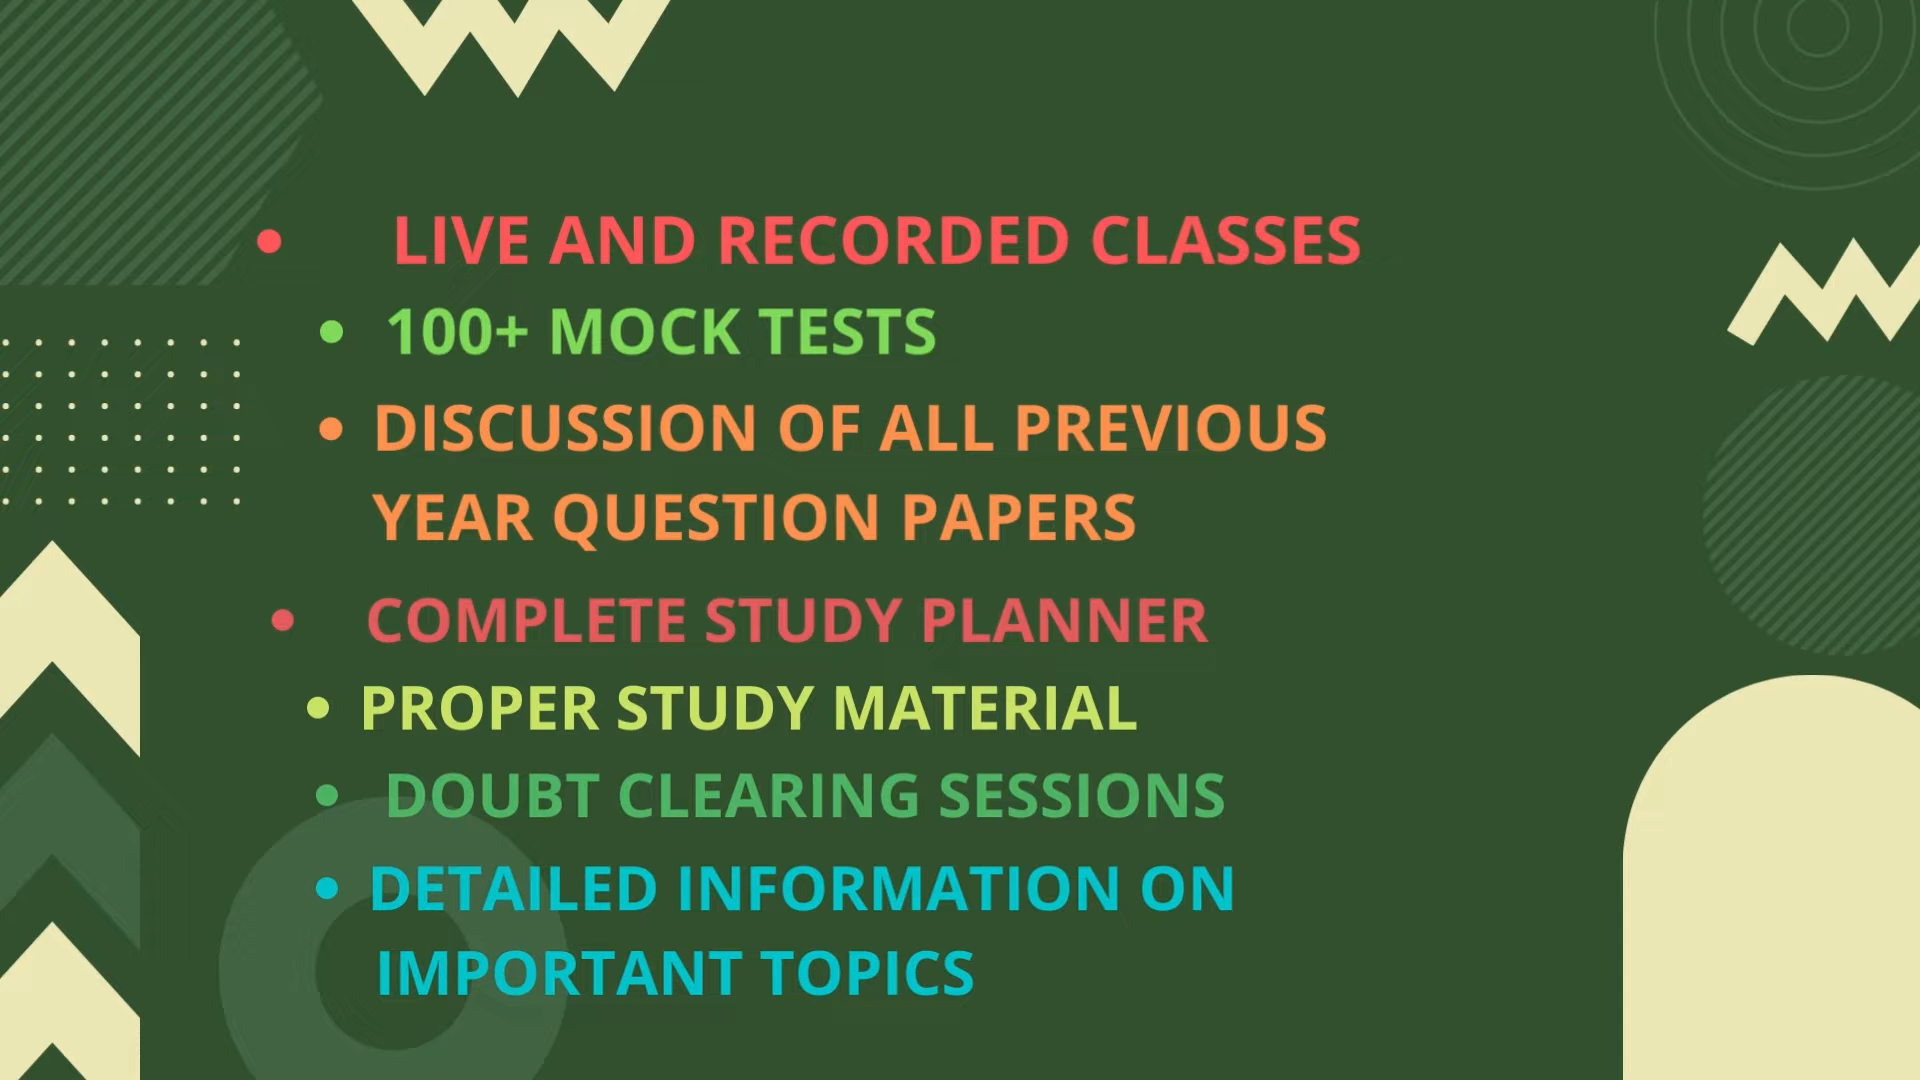 • LIVE AND RECORDED CLASSES
• 100+ MOCK TESTS
• DISCUSSION OF ALL PREVIOUS
YEAR QUESTION PAPERS
• COMPLETE STUDY PLANNER
• PROPER STUDY MATERIAL
• DOUBT CLEARING SESSIONS
• DETAILED INFORMATION ON
IMPORTANT TOPICS